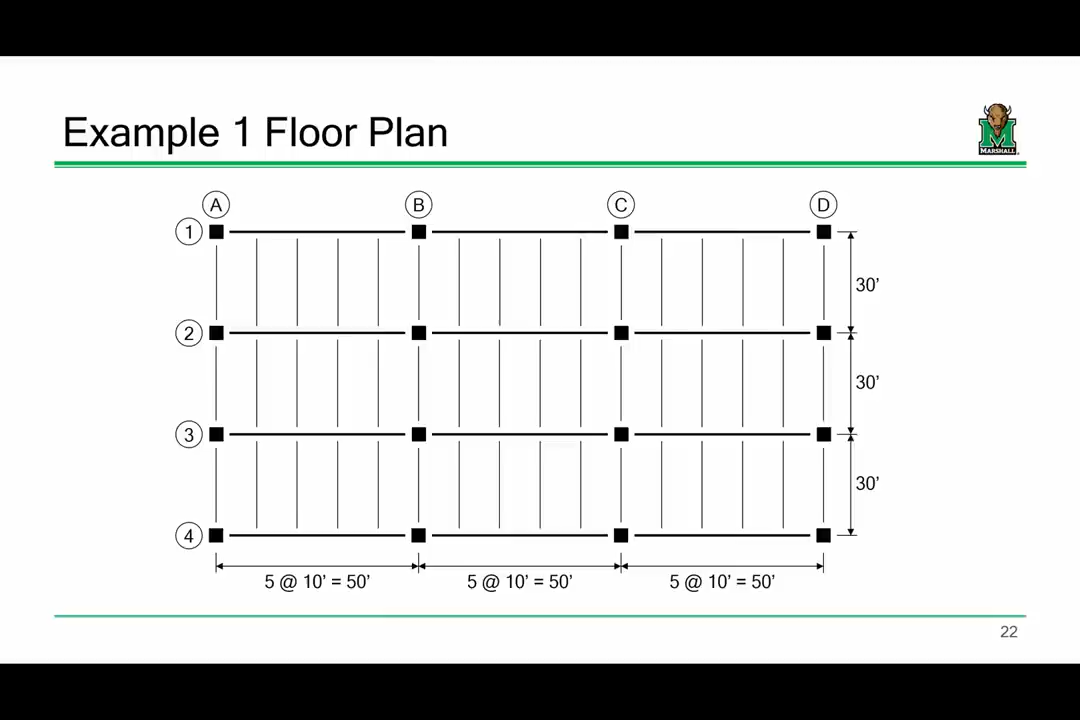 Example 1 Floor Plan
MARSHALL
A B C D
1
30’
2
30’
3
30’
4
5 @ 10’ = 50’ 5 @ 10’ = 50’ 5 @ 10’ = 50’
22